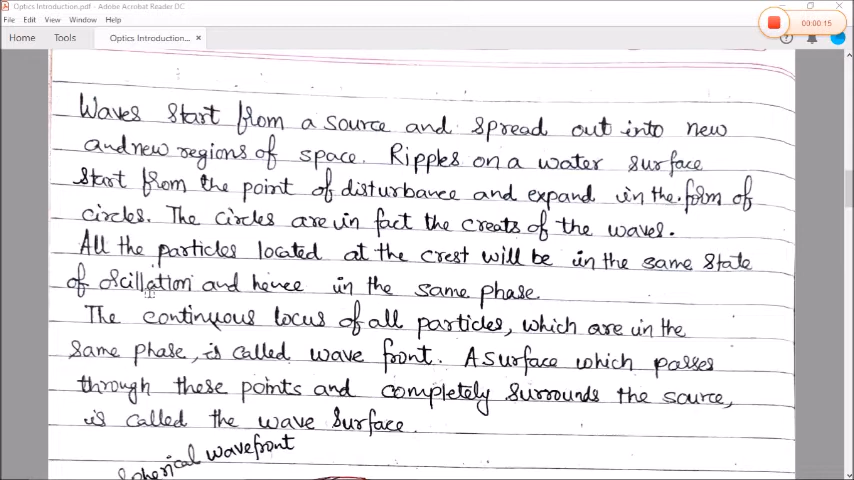 Optics Introduction.pdf - Adobe Acrobat Reader DC
File Edit View Window Help
00:00:15
Home Tools Optics Introduction... ×
Waves start from a source and spread out into new
and new regions of space. Ripples on a water surface
start from the point of disturbance and expand in the form of
circles. The circles are in fact the creats of the waves.
All the particles located at the crest will be in the same state
of oscillation and hence in the same phase.
The continuous locus of all particles, which are in the
same phase, is called wave front. A surface which passes
through these points and completely surrounds the source,
is called the wave surface.
Spherical wavefront